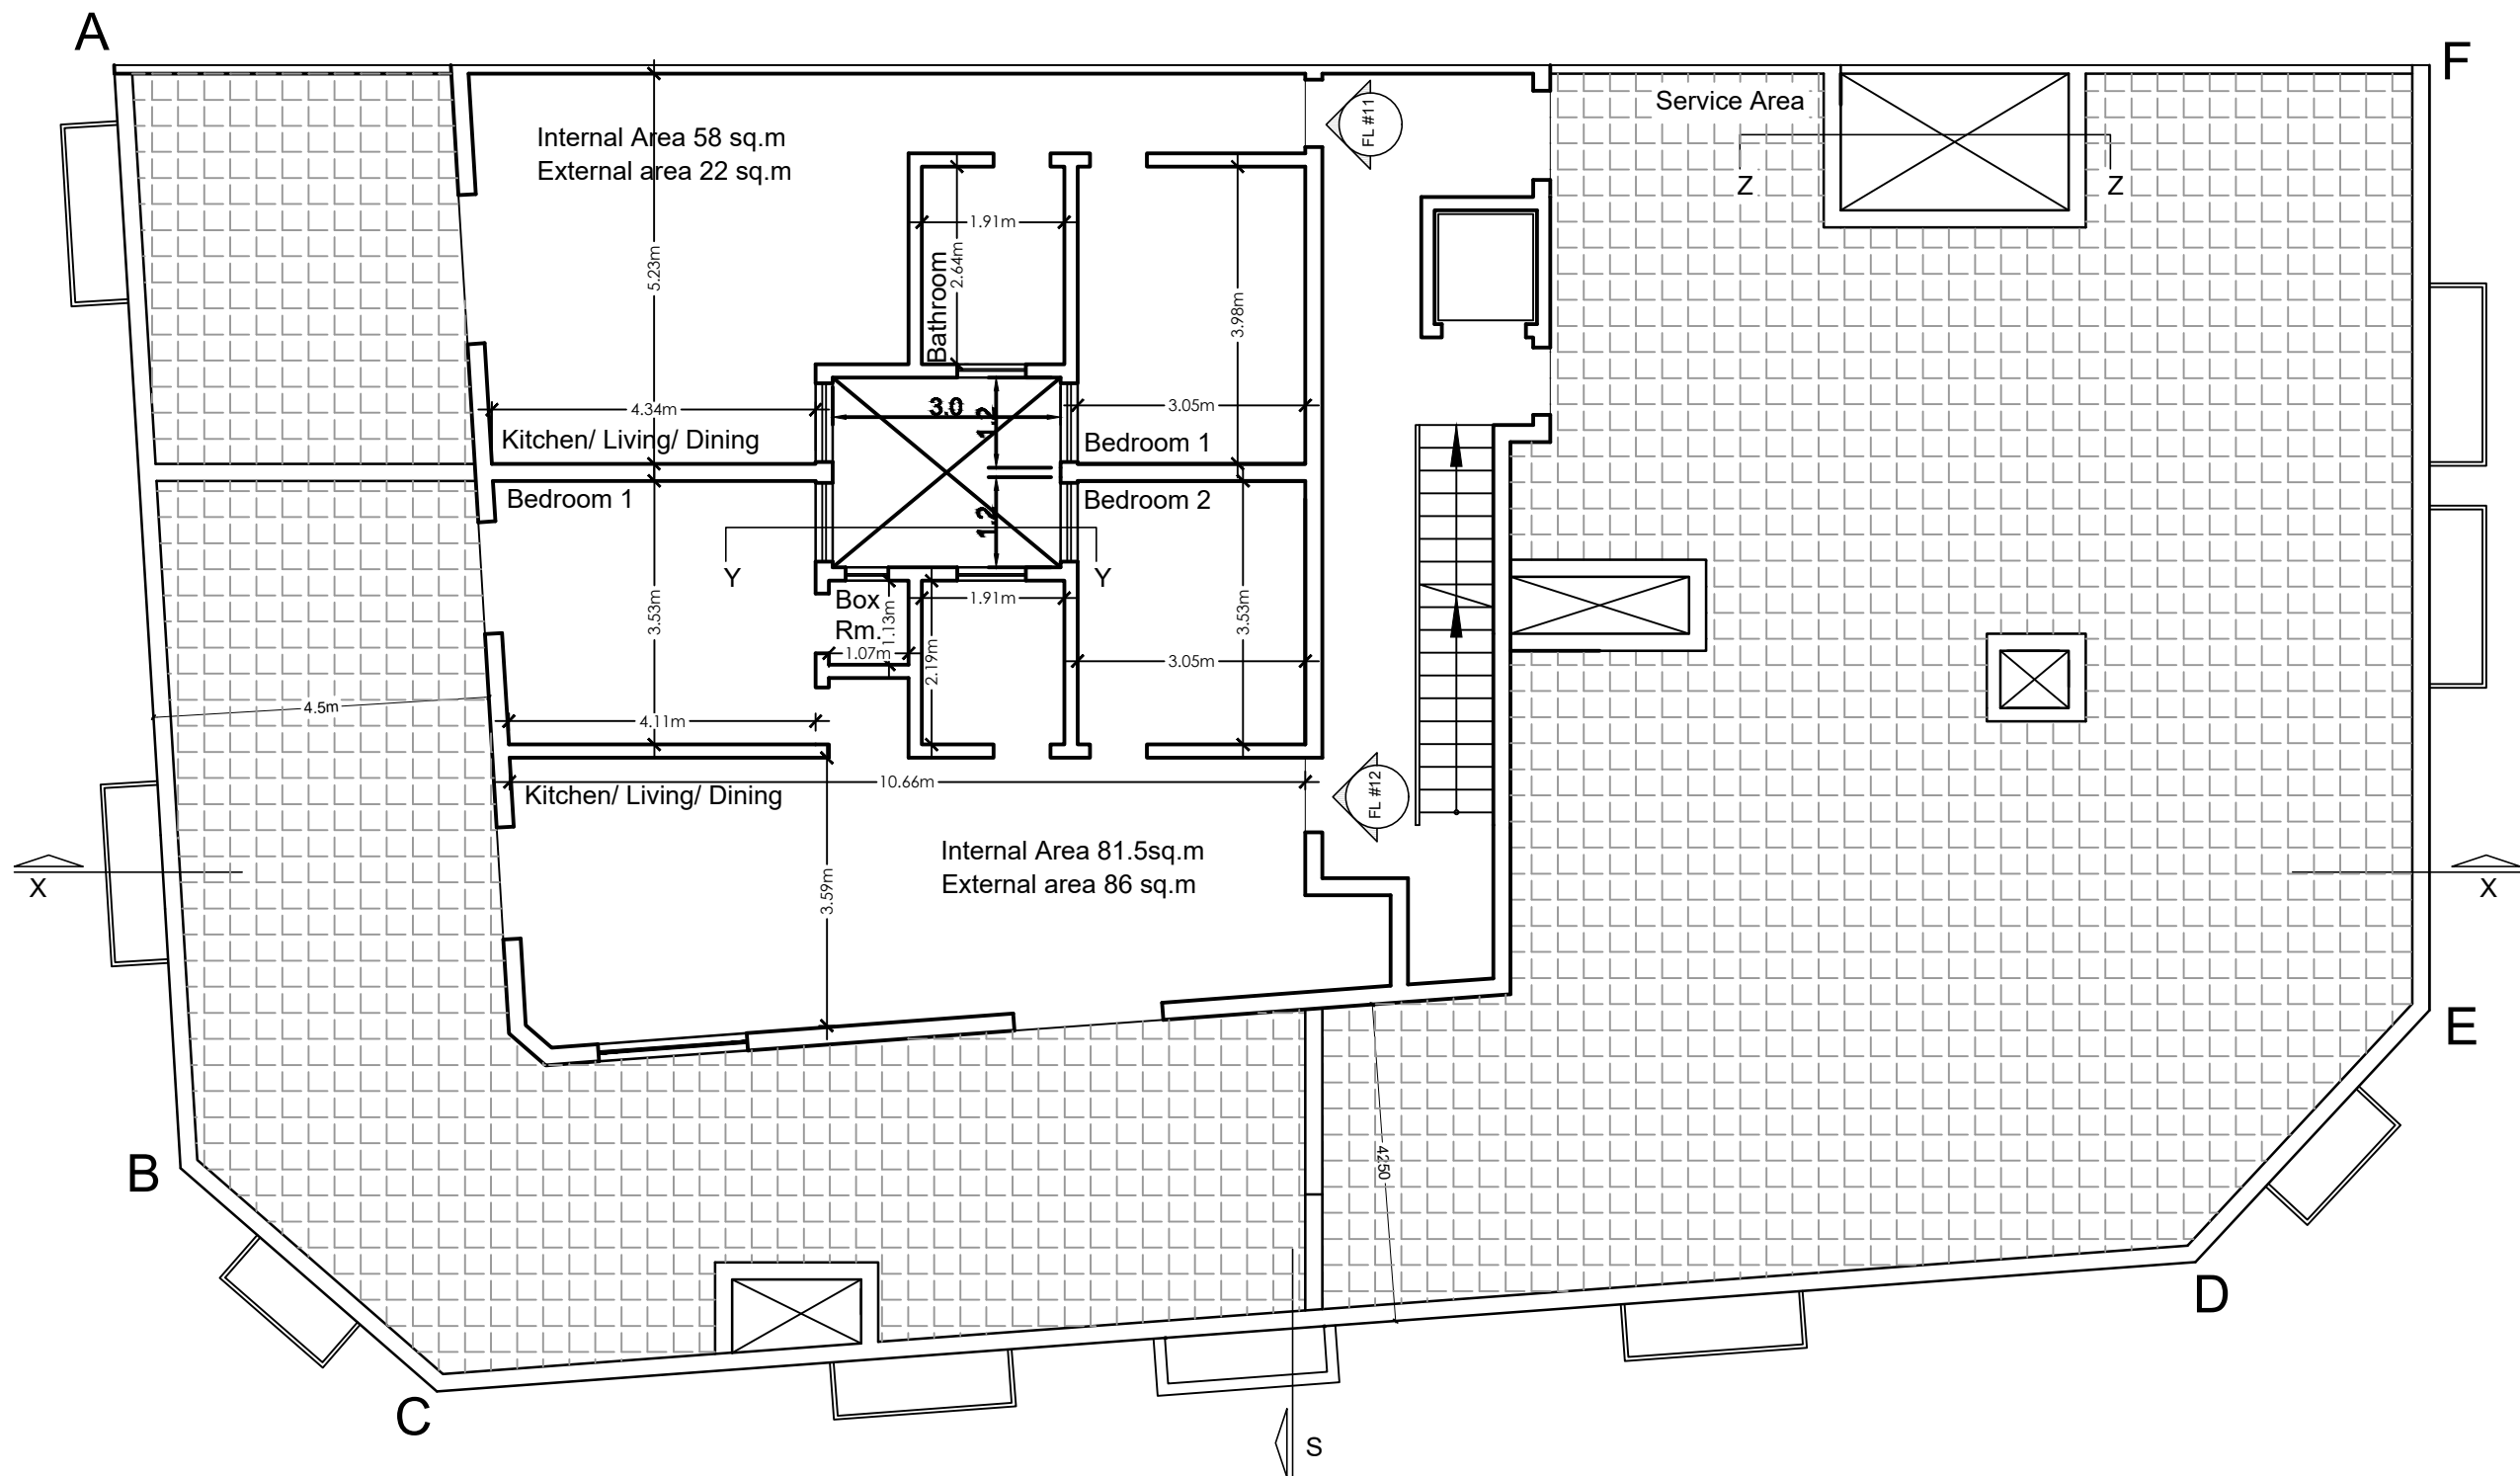 A
F
Service Area
FL #11
Internal Area 58 sq.m
External area 22 sq.m
Z
Z
1.91m
5.23m
Bathroom
2.64m
3.98m
4.34m
3.0
1.2
3.05m
Kitchen/ Living/ Dining
Bedroom 1
Bedroom 1
Bedroom 2
1.2
Y
Y
Box
Rm.
1.13m
1.91m
3.53m
3.53m
1.07m
2.19m
3.05m
4.5m
4.11m
10.66m
FL #12
Kitchen/ Living/ Dining
Internal Area 81.5sq.m
External area 86 sq.m
3.59m
X
X
E
B
4250
D
C
S